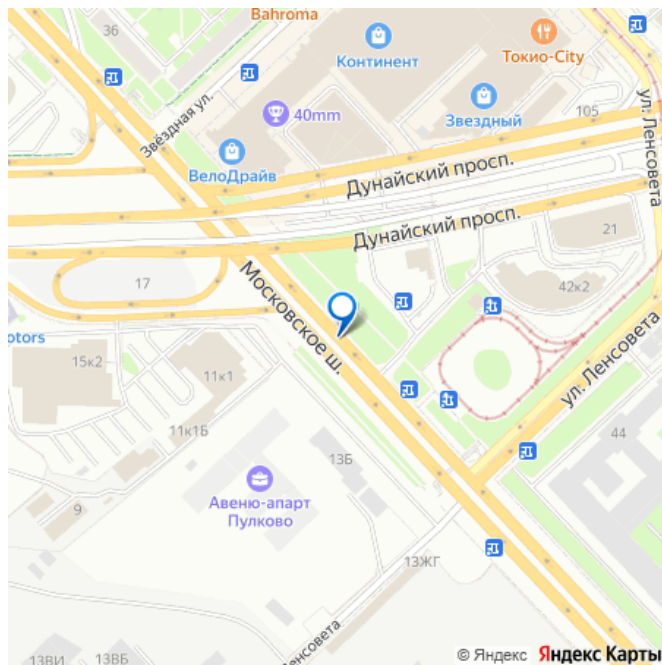 Bahroma
36
Континент
Токио-City
Звёздная ул.
40mm
Звездный
105
ул. Ленсовета
ВелоДрайв
Дунайский просп.
Дунайский просп.
21
17
42к2
Московское ш.
otors
15к2
11к1
ул. Ленсовета
11к1Б
13Б
44
Авеню-апарт
Пулково
9
13ЖГ
нсовета
13ВИ
13ВБ
© Яндекс Яндекс Карты